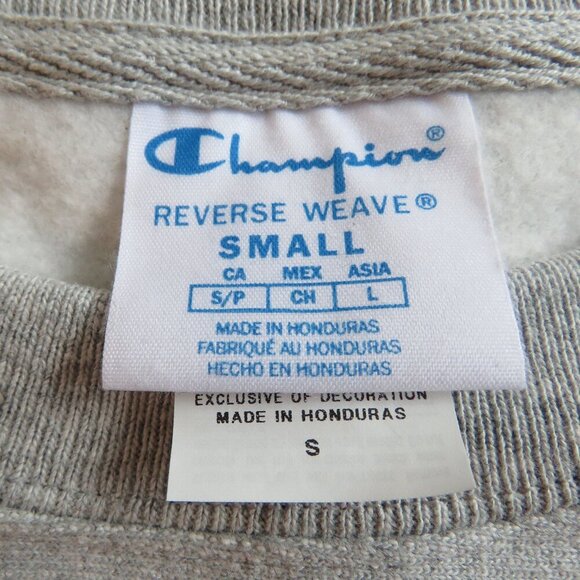 Champion®
REVERSE WEAVE®
SMALL
CA MEX ASIA
S/P CH L
MADE IN HONDURAS
FABRIQUÉ AU HONDURAS
HECHO EN HONDURAS
EXCLUSIVE OF DECORATION
MADE IN HONDURAS
S